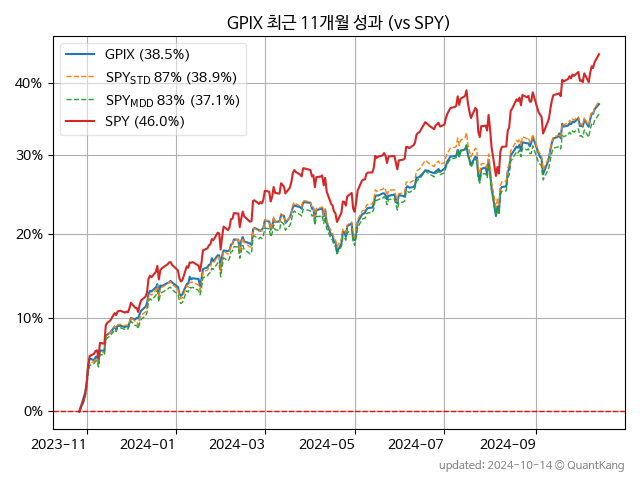 GPIX 최근 11개월 성과 (vs SPY)
GPIX (38.5%)
SPY_STD 87% (38.9%)
SPY_MDD 83% (37.1%)
SPY (46.0%)
40%
30%
20%
10%
0%
2023-11 2024-01 2024-03 2024-05 2024-07 2024-09
updated: 2024-10-14 © QuantKang